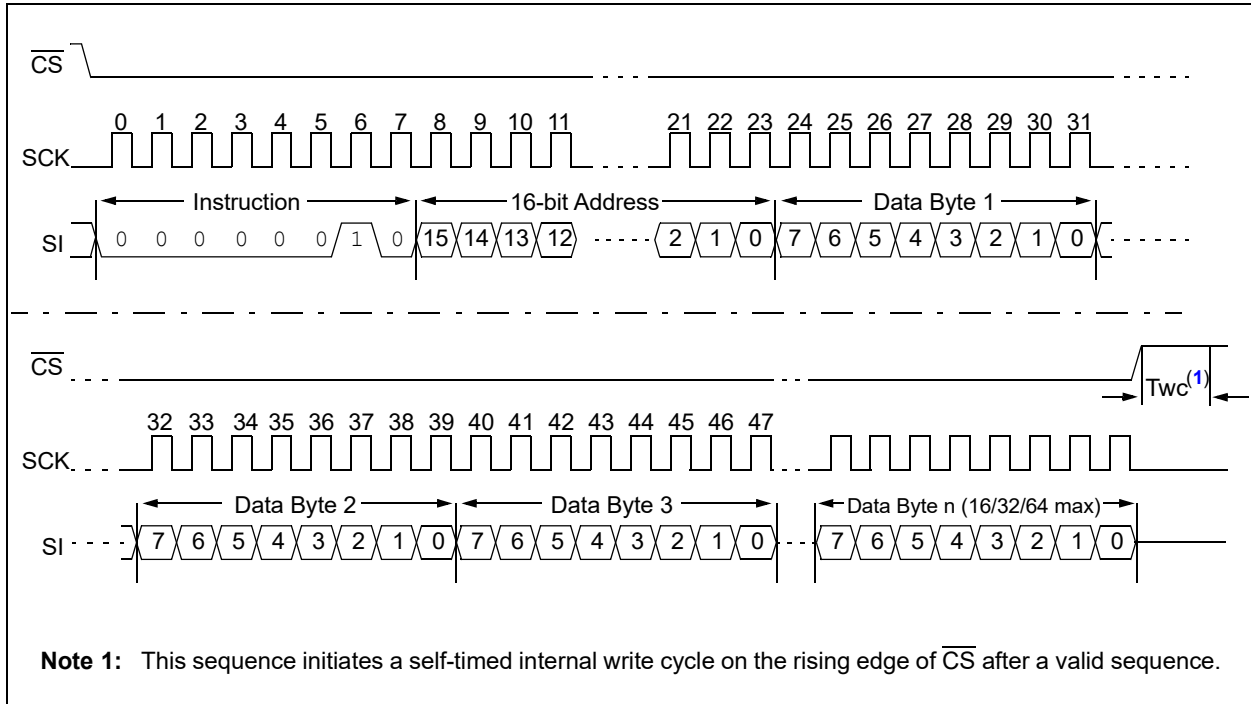 CS
0 1 2 3 4 5 6 7 8 9 10 11 21 22 23 24 25 26 27 28 29 30 31
SCK
Instruction 16-bit Address Data Byte 1
SI 0 0 0 0 0 0 1 0 15 14 13 12 2 1 0 7 6 5 4 3 2 1 0
CS
Twc(1)
32 33 34 35 36 37 38 39 40 41 42 43 44 45 46 47
SCK
Data Byte 2 Data Byte 3 Data Byte n (16/32/64 max)
SI 7 6 5 4 3 2 1 0 7 6 5 4 3 2 1 0 7 6 5 4 3 2 1 0
Note 1: This sequence initiates a self-timed internal write cycle on the rising edge of CS after a valid sequence.